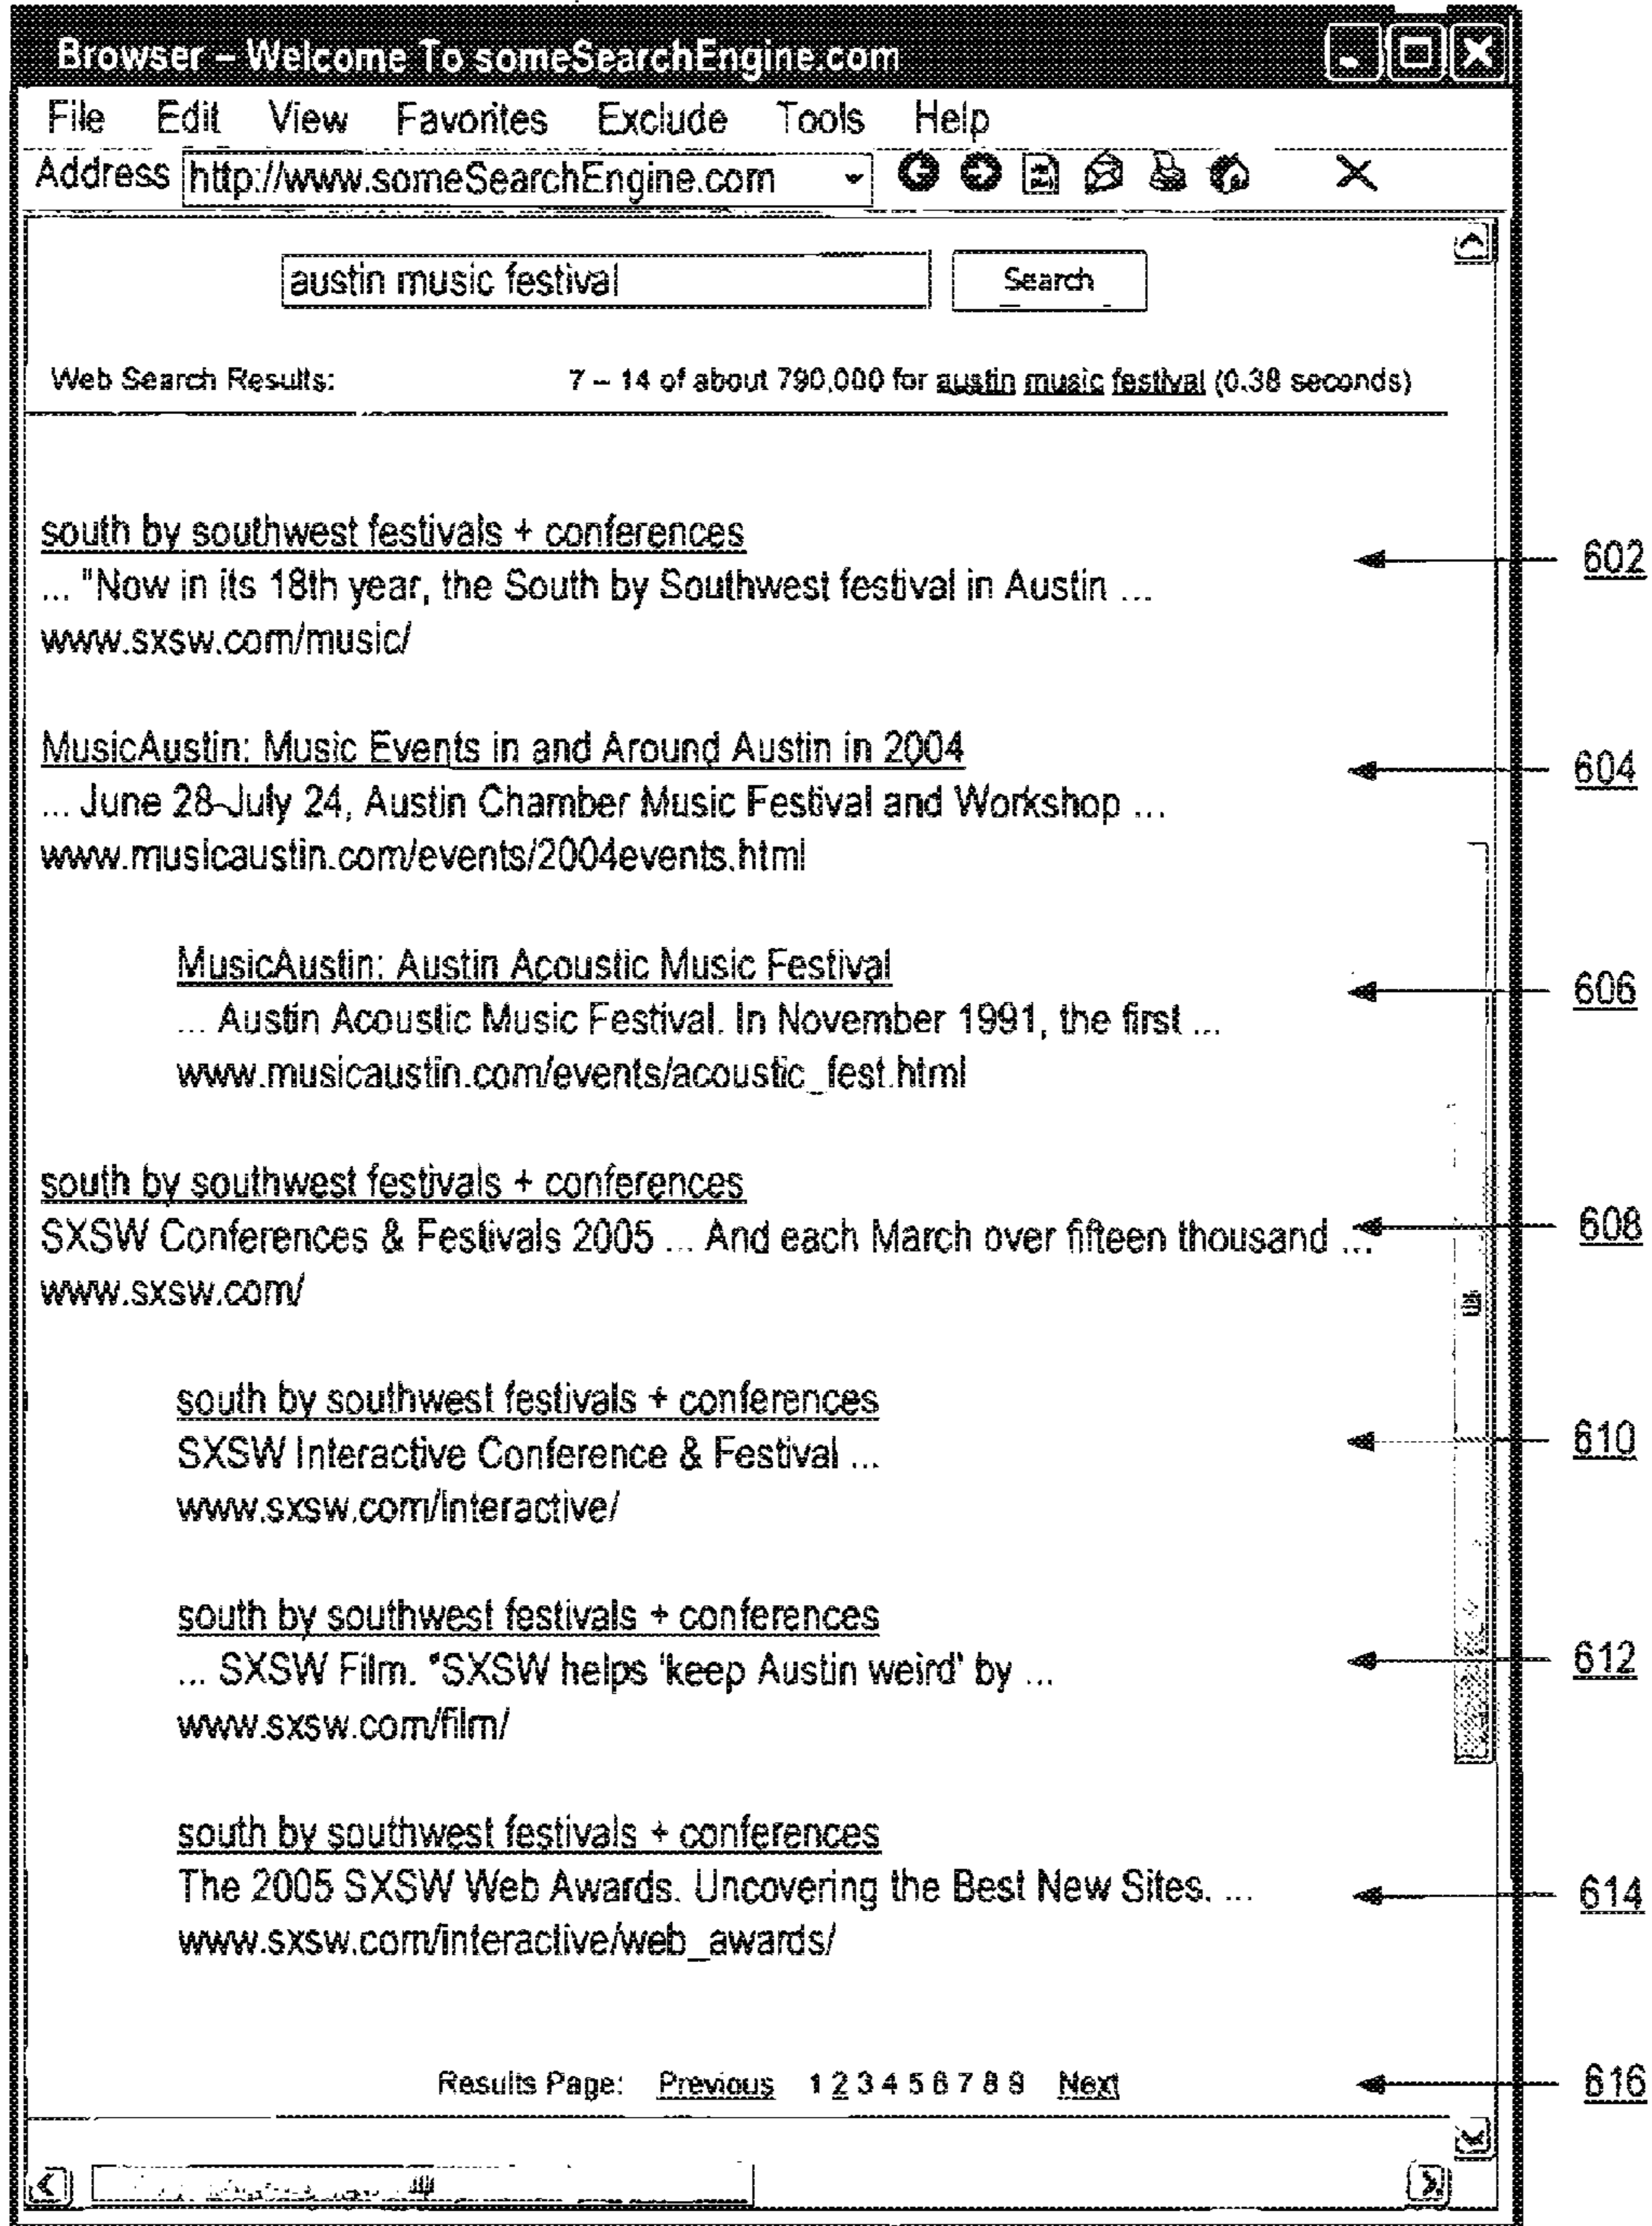 Browser – Welcome To someSearchEngine.com
File Edit View Favorites Exclude Tools Help
Address http://www.someSearchEngine.com
austin music festival Search
Web Search Results: 7 – 14 of about 790,000 for austin music festival (0.38 seconds)
south by southwest festivals + conferences
602
... "Now in its 18th year, the South by Southwest festival in Austin ...
www.sxsw.com/music/
MusicAustin: Music Events in and Around Austin in 2004
604
... June 28-July 24, Austin Chamber Music Festival and Workshop ...
www.musicaustin.com/events/2004events.html
MusicAustin: Austin Acoustic Music Festival
606
... Austin Acoustic Music Festival. In November 1991, the first ...
www.musicaustin.com/events/acoustic_fest.html
south by southwest festivals + conferences
608
SXSW Conferences & Festivals 2005 ... And each March over fifteen thousand ...
www.sxsw.com/
south by southwest festivals + conferences
610
SXSW Interactive Conference & Festival ...
www.sxsw.com/interactive/
south by southwest festivals + conferences
612
... SXSW Film. "SXSW helps 'keep Austin weird' by ...
www.sxsw.com/film/
south by southwest festivals + conferences
614
The 2005 SXSW Web Awards. Uncovering the Best New Sites. ...
www.sxsw.com/interactive/web_awards/
Results Page: Previous 1 2 3 4 5 6 7 8 9 Next
616